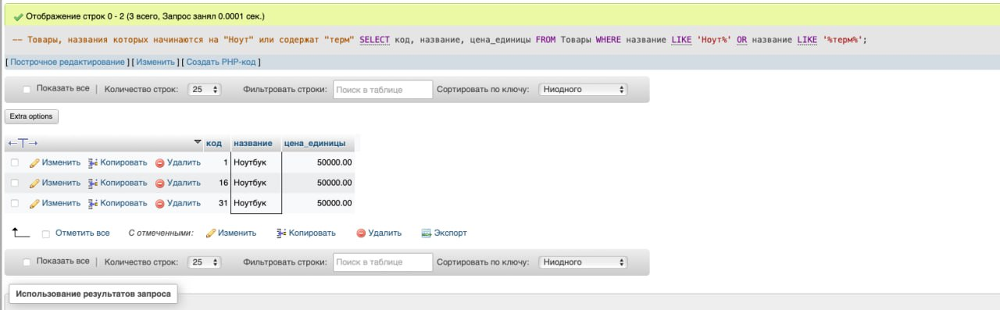 Отображение строк 0 - 2 (3 всего, Запрос занял 0.0001 сек.)
-- Товары, названия которых начинаются на "Ноут" или содержат "терм" SELECT код, название, цена_единицы FROM Товары WHERE название LIKE 'Ноут%' OR название LIKE '%терм%';
[ Построчное редактирование ] [ Изменить ] [ Создать PHP-код ]
Показать все | Количество строк: 25 Фильтровать строки: Поиск в таблице Сортировать по ключу: Ниодного
Extra options
←T→ код название цена_единицы
Изменить Копировать Удалить 1 Ноутбук 50000.00
Изменить Копировать Удалить 16 Ноутбук 50000.00
Изменить Копировать Удалить 31 Ноутбук 50000.00
Отметить все С отмеченными: Изменить Копировать Удалить Экспорт
Показать все | Количество строк: 25 Фильтровать строки: Поиск в таблице Сортировать по ключу: Ниодного
Использование результатов запроса